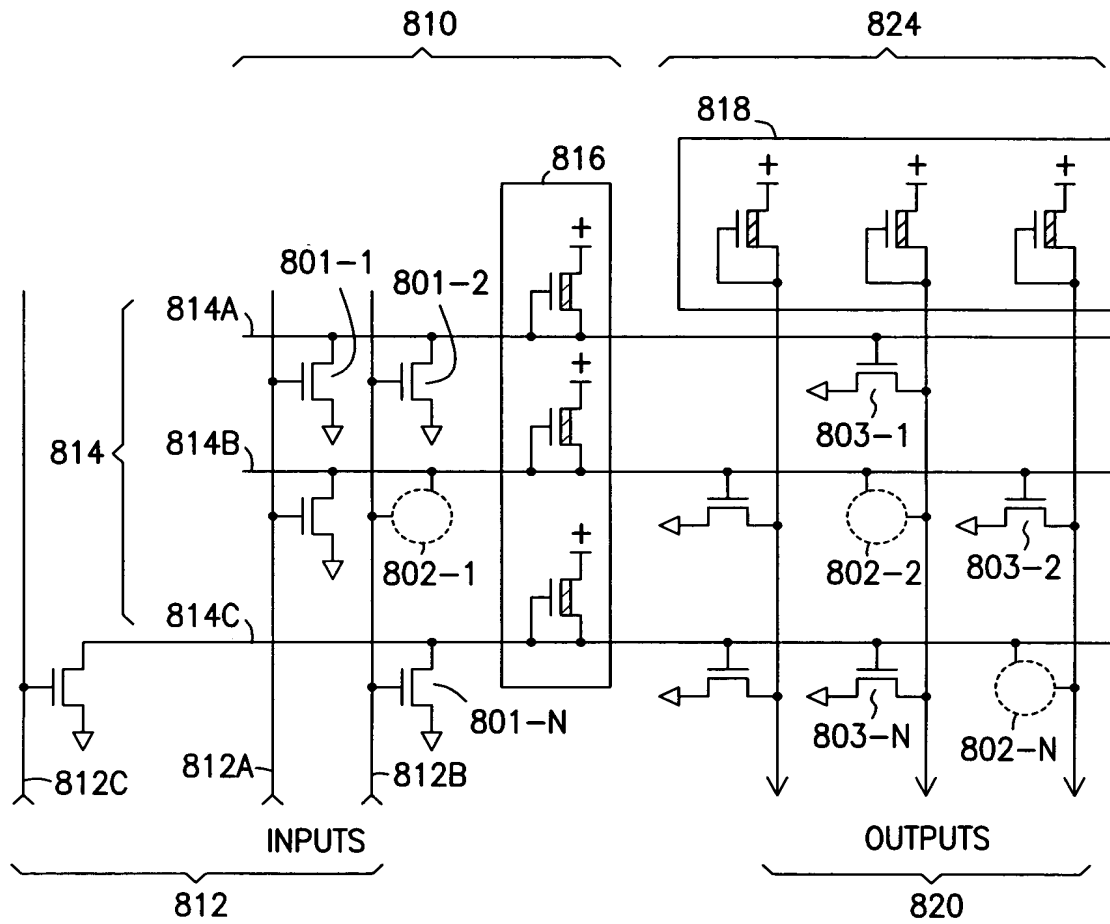 810
824
818
816
+ + +
+
801-1
801-2
814A
+
814
814B
803-1
802-1
+
802-2
803-2
814C
801-N
803-N
802-N
812C
812A
812B
INPUTS
OUTPUTS
812
820